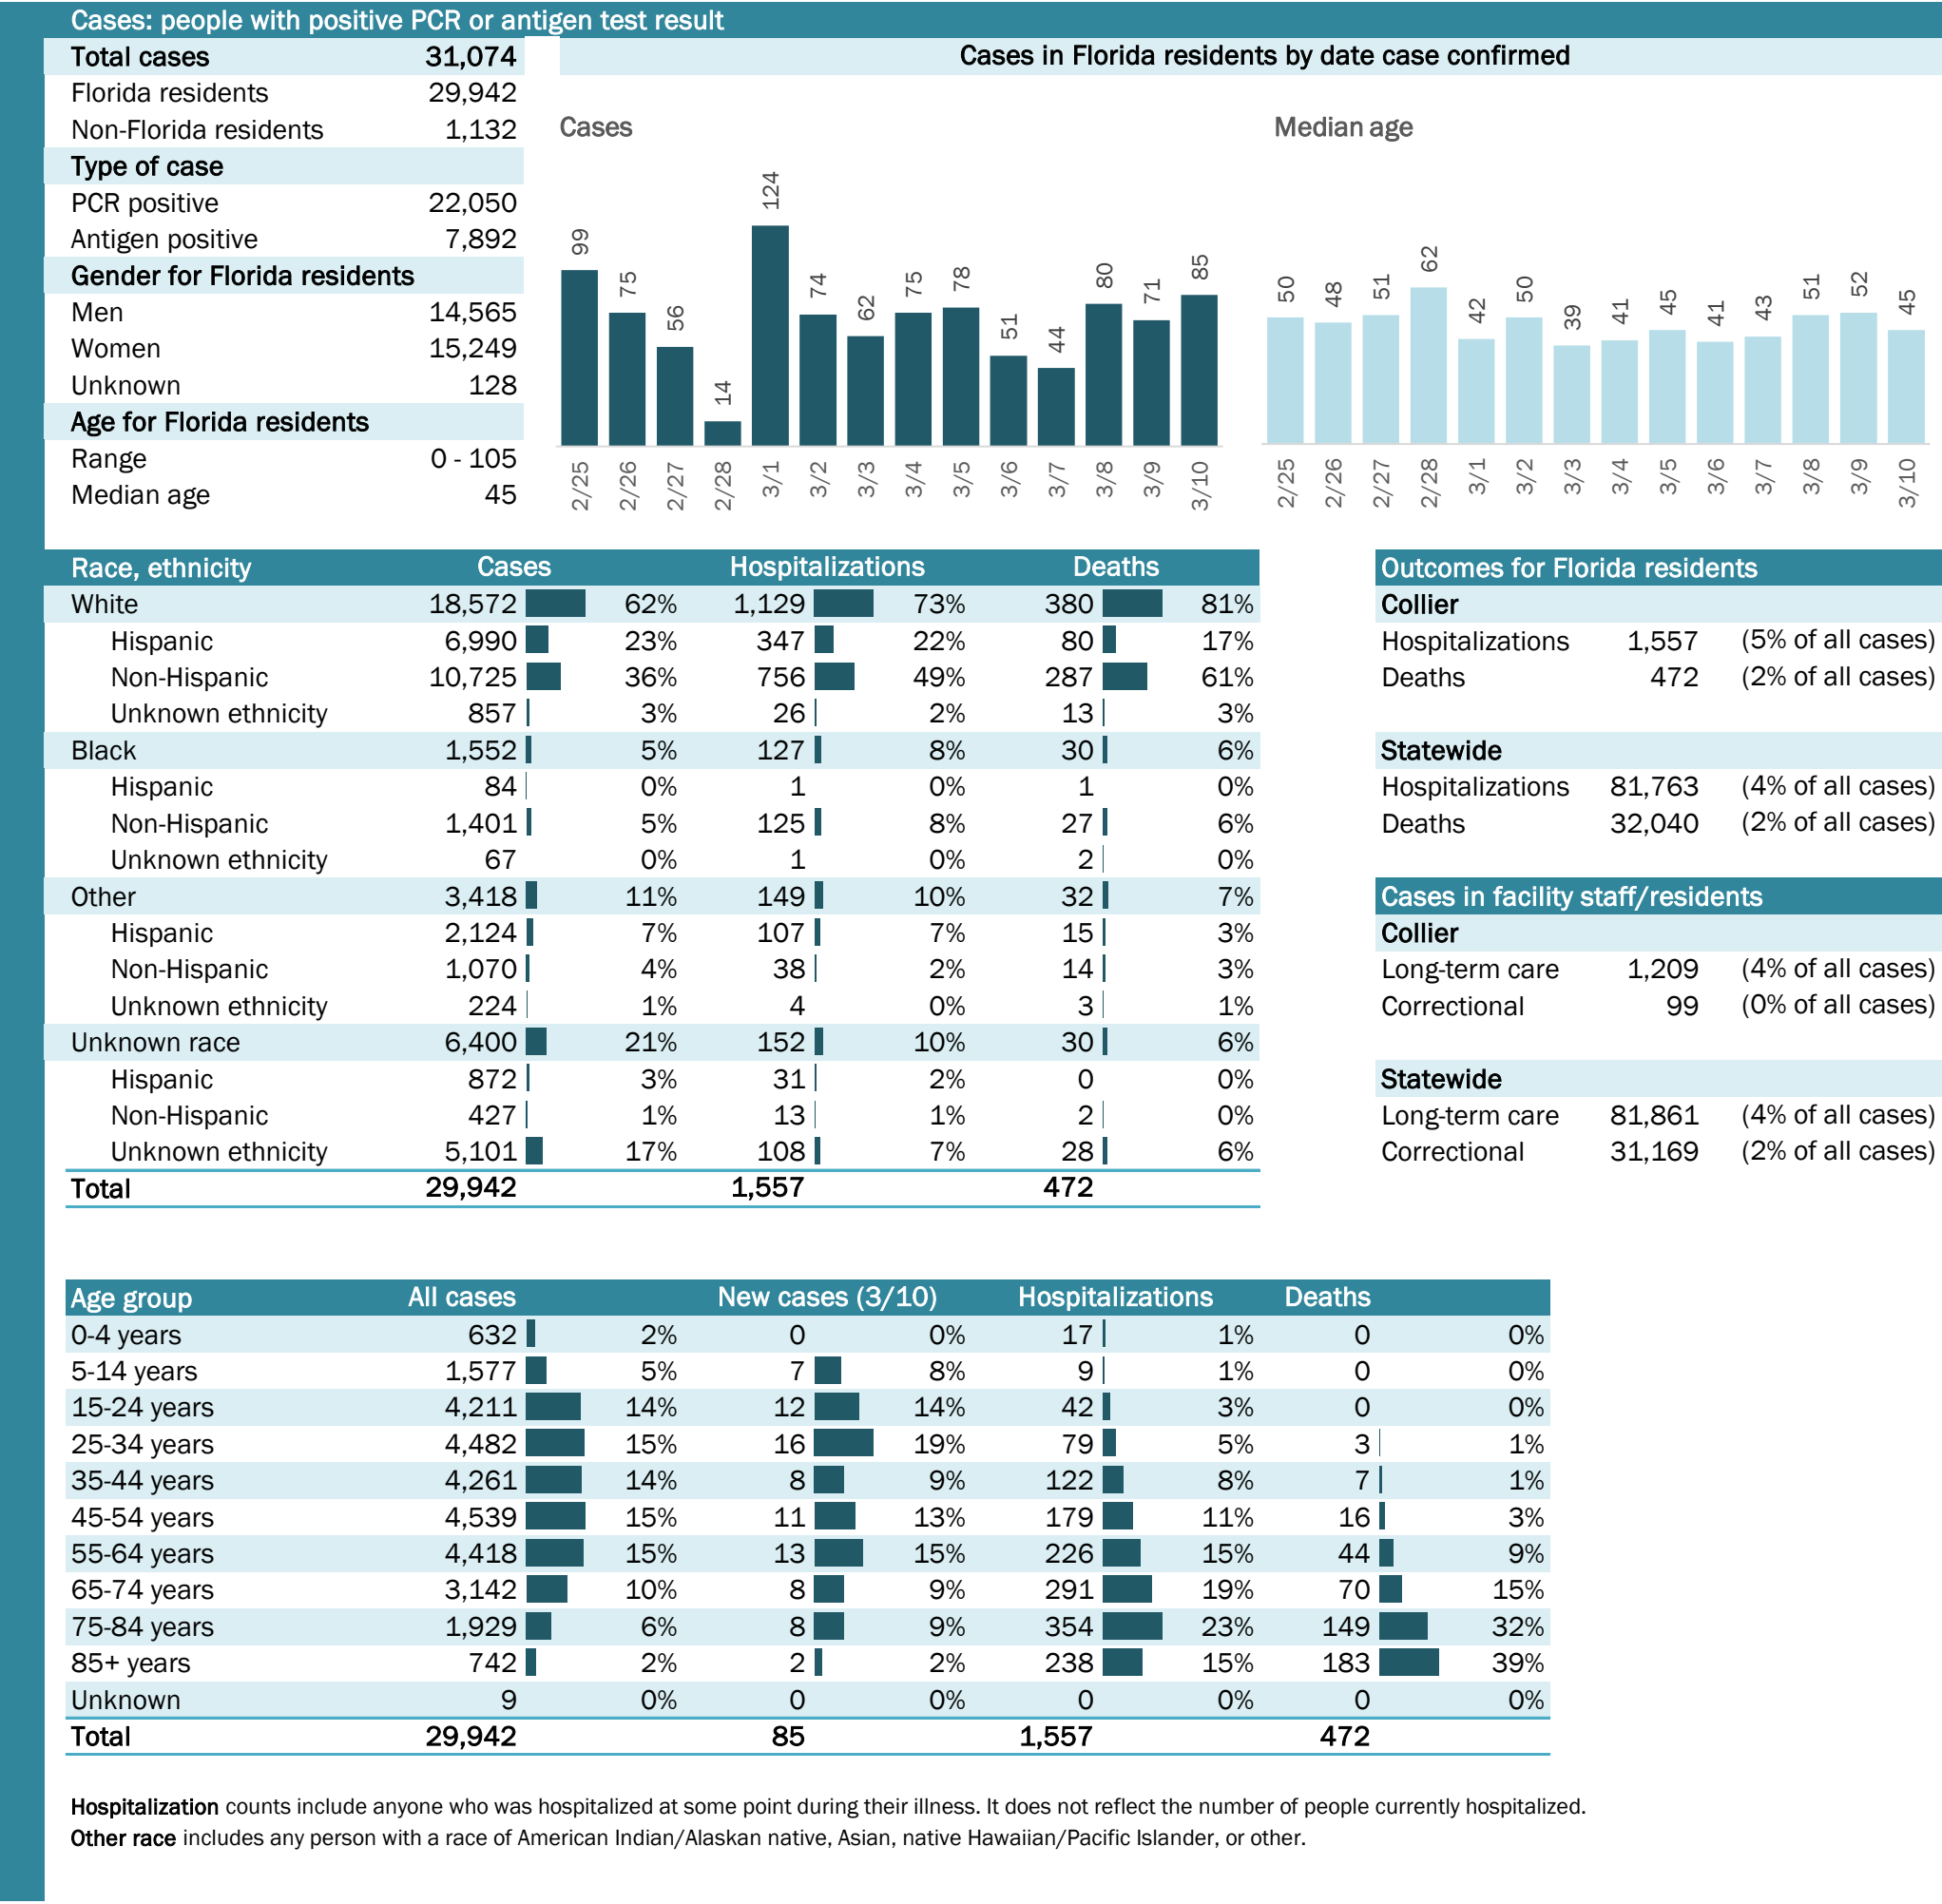 Cases: people with positive PCR or antigen test result
Total cases 31,074
Florida residents 29,942
Non-Florida residents 1,132
Type of case
PCR positive 22,050
Antigen positive 7,892
Gender for Florida residents
Men 14,565
Women 15,249
Unknown 128
Age for Florida residents
Range 0 - 105
Median age 45
Cases in Florida residents by date case confirmed
Cases
99 75 56 14 124 74 62 75 78 51 44 80 71 85
2/25 2/26 2/27 2/28 3/1 3/2 3/3 3/4 3/5 3/6 3/7 3/8 3/9 3/10
Median age
50 48 51 62 42 50 39 41 45 41 43 51 52 45
2/25 2/26 2/27 2/28 3/1 3/2 3/3 3/4 3/5 3/6 3/7 3/8 3/9 3/10
Race, ethnicity Cases Hospitalizations Deaths
White 18,572 62% 1,129 73% 380 81%
Hispanic 6,990 23% 347 22% 80 17%
Non-Hispanic 10,725 36% 756 49% 287 61%
Unknown ethnicity 857 3% 26 2% 13 3%
Black 1,552 5% 127 8% 30 6%
Hispanic 84 0% 1 0% 1 0%
Non-Hispanic 1,401 5% 125 8% 27 6%
Unknown ethnicity 67 0% 1 0% 2 0%
Other 3,418 11% 149 10% 32 7%
Hispanic 2,124 7% 107 7% 15 3%
Non-Hispanic 1,070 4% 38 2% 14 3%
Unknown ethnicity 224 1% 4 0% 3 1%
Unknown race 6,400 21% 152 10% 30 6%
Hispanic 872 3% 31 2% 0 0%
Non-Hispanic 427 1% 13 1% 2 0%
Unknown ethnicity 5,101 17% 108 7% 28 6%
Total 29,942 1,557 472
Outcomes for Florida residents
Collier
Hospitalizations 1,557 (5% of all cases)
Deaths 472 (2% of all cases)
Statewide
Hospitalizations 81,763 (4% of all cases)
Deaths 32,040 (2% of all cases)
Cases in facility staff/residents
Collier
Long-term care 1,209 (4% of all cases)
Correctional 99 (0% of all cases)
Statewide
Long-term care 81,861 (4% of all cases)
Correctional 31,169 (2% of all cases)
Age group All cases New cases (3/10) Hospitalizations Deaths
0-4 years 632 2% 0 0% 17 1% 0 0%
5-14 years 1,577 5% 7 8% 9 1% 0 0%
15-24 years 4,211 14% 12 14% 42 3% 0 0%
25-34 years 4,482 15% 16 19% 79 5% 3 1%
35-44 years 4,261 14% 8 9% 122 8% 7 1%
45-54 years 4,539 15% 11 13% 179 11% 16 3%
55-64 years 4,418 15% 13 15% 226 15% 44 9%
65-74 years 3,142 10% 8 9% 291 19% 70 15%
75-84 years 1,929 6% 8 9% 354 23% 149 32%
85+ years 742 2% 2 2% 238 15% 183 39%
Unknown 9 0% 0 0% 0 0% 0 0%
Total 29,942 85 1,557 472
Hospitalization counts include anyone who was hospitalized at some point during their illness. It does not reflect the number of people currently hospitalized.
Other race includes any person with a race of American Indian/Alaskan native, Asian, native Hawaiian/Pacific Islander, or other.